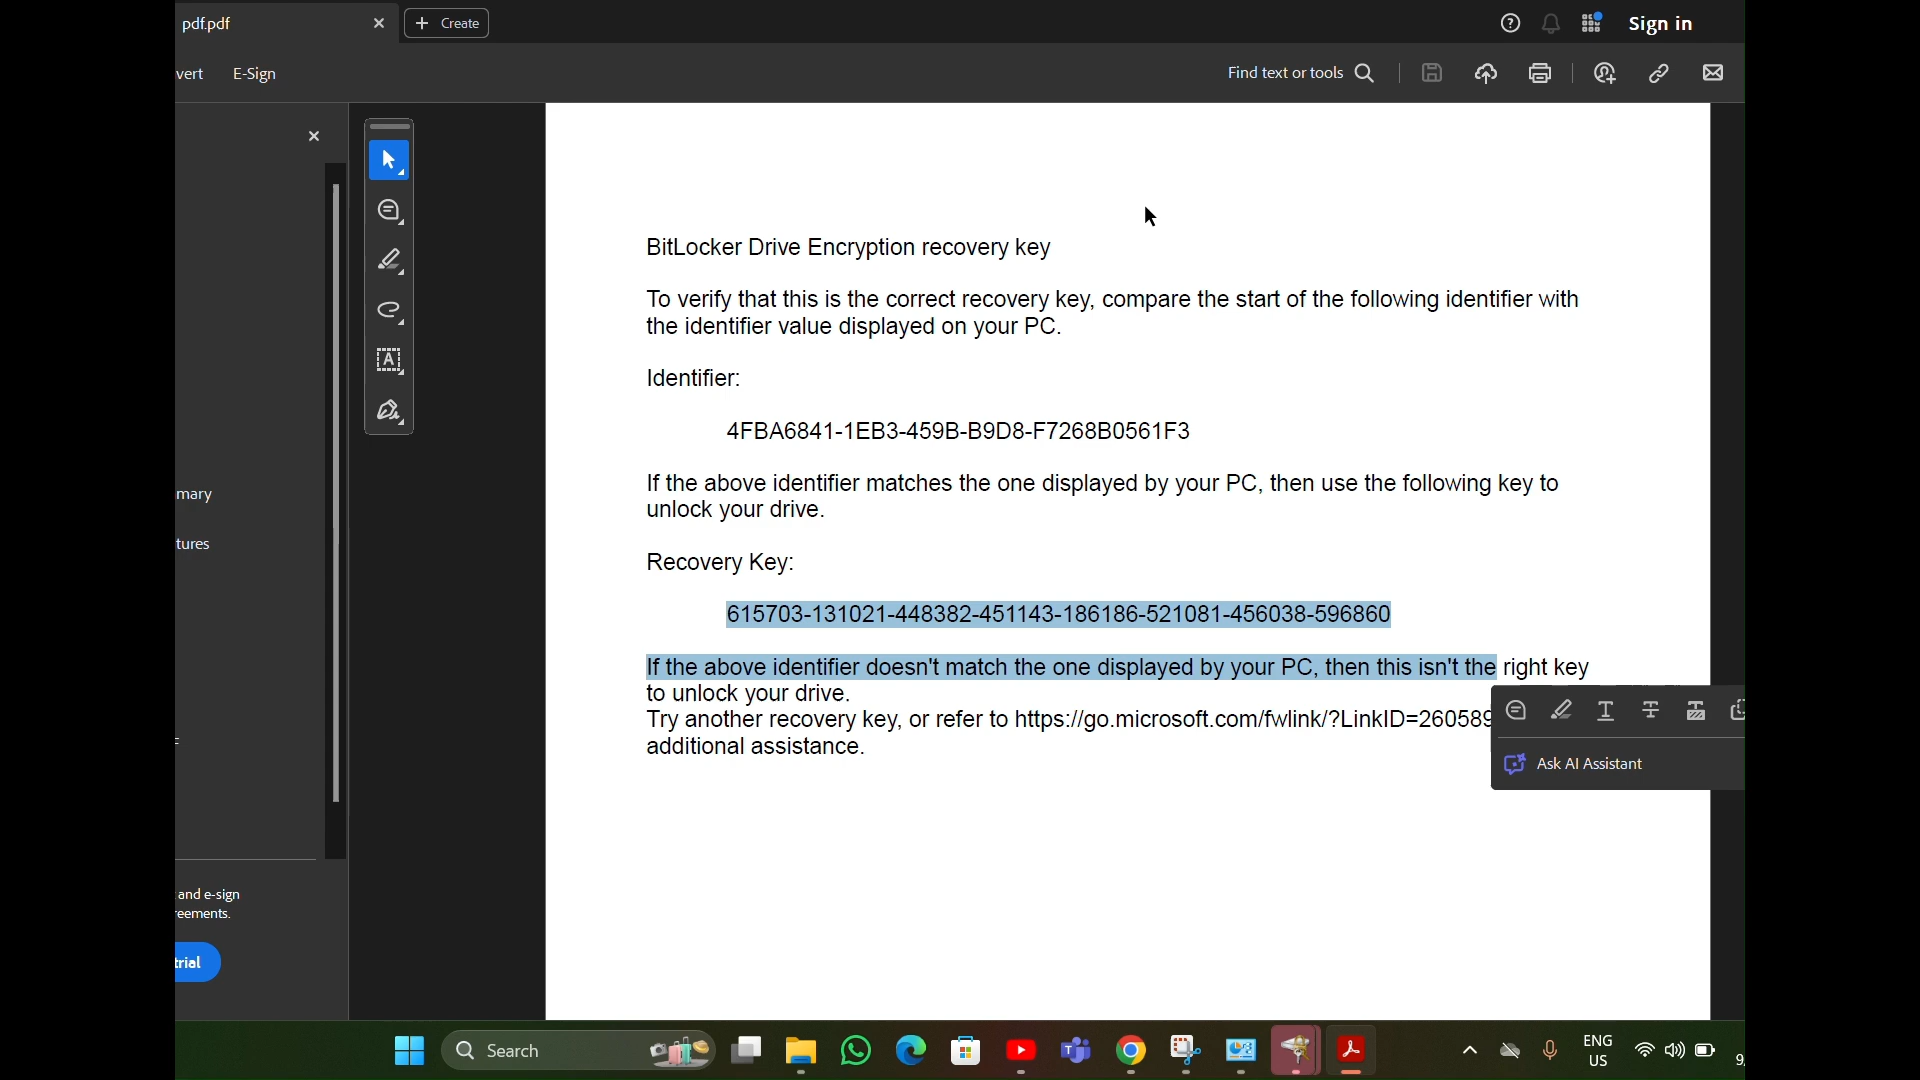 pdf.pdf
Create
Sign in
vert
E-Sign
Find text or tools
BitLocker Drive Encryption recovery key
To verify that this is the correct recovery key, compare the start of the following identifier with
the identifier value displayed on your PC.
Identifier:
4FBA6841-1EB3-459B-B9D8-F7268B0561F3
If the above identifier matches the one displayed by your PC, then use the following key to
unlock your drive.
mary
tures
Recovery Key:
615703-131021-448382-451143-186186-521081-456038-596860
If the above identifier doesn't match the one displayed by your PC, then this isn't the right key
to unlock your drive.
Try another recovery key, or refer to https://go.microsoft.com/fwlink/?LinkID=260589
additional assistance.
Ask AI Assistant
and e-sign
reements.
trial
Search
ENG
US
9